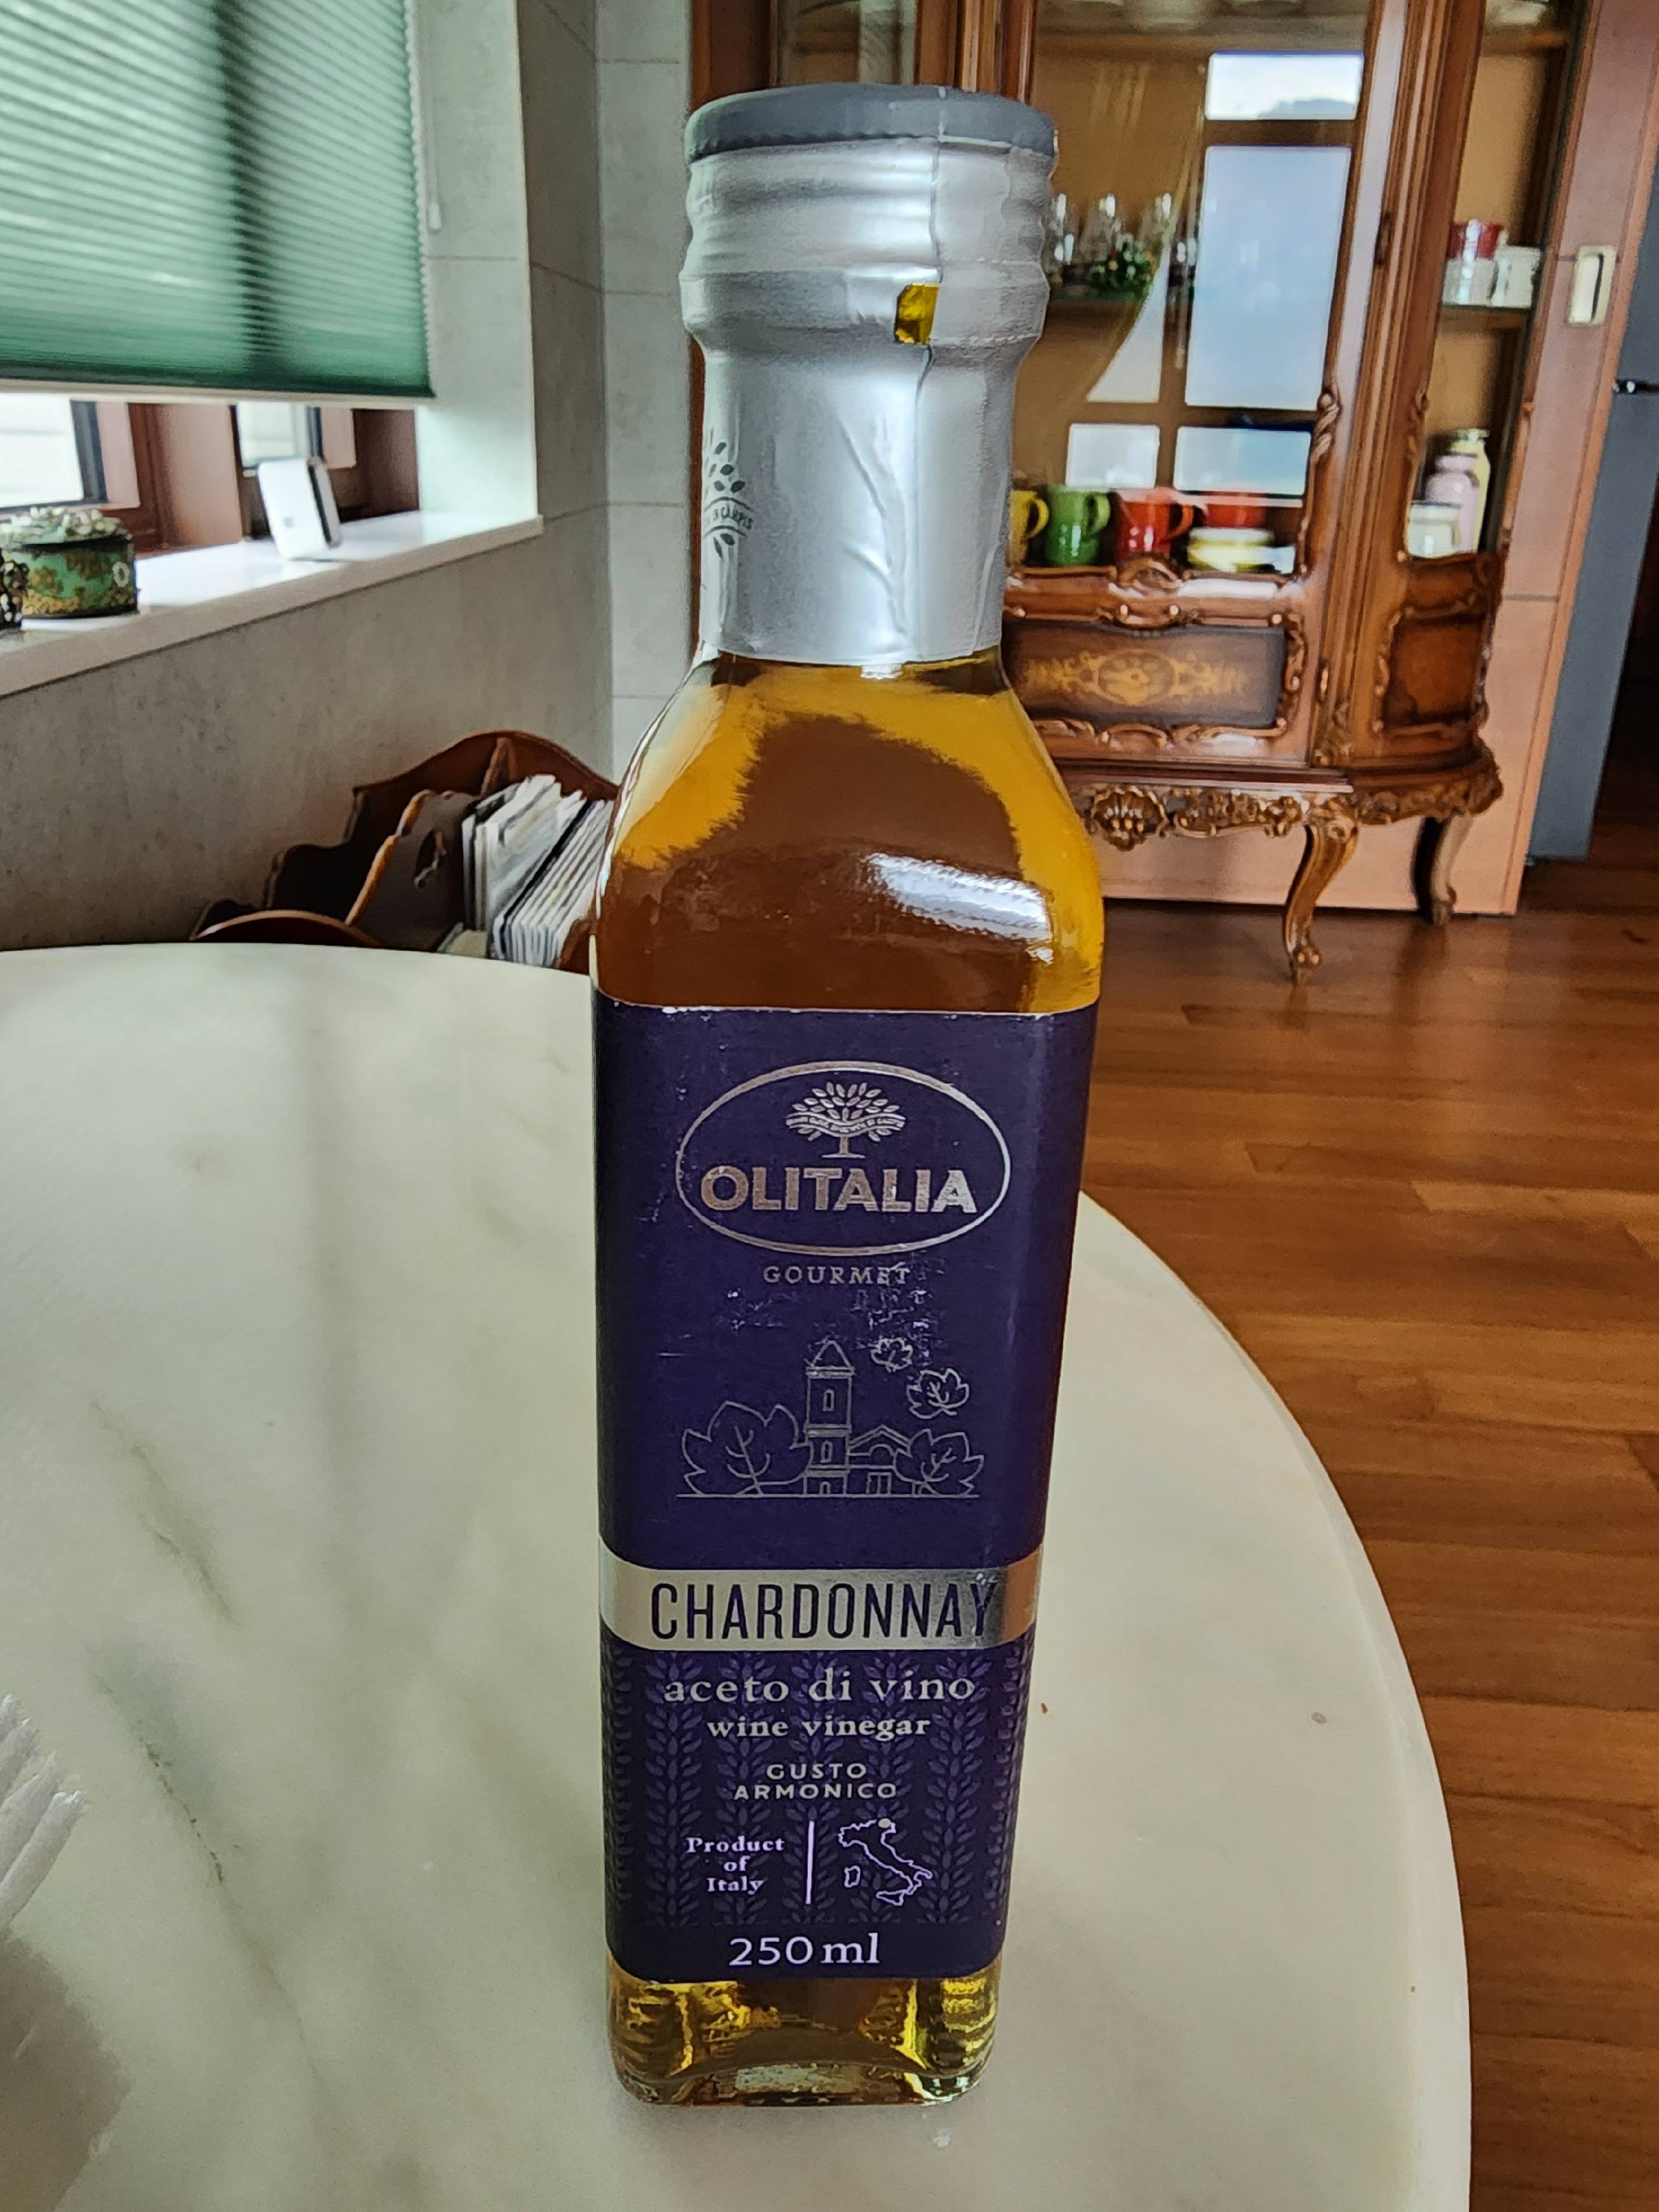 OLITALIA
GOURMET
CHARDONNAY
aceto di vino
wine vinegar
GUSTO
ARMONICO
Product
of
Italy
250 ml